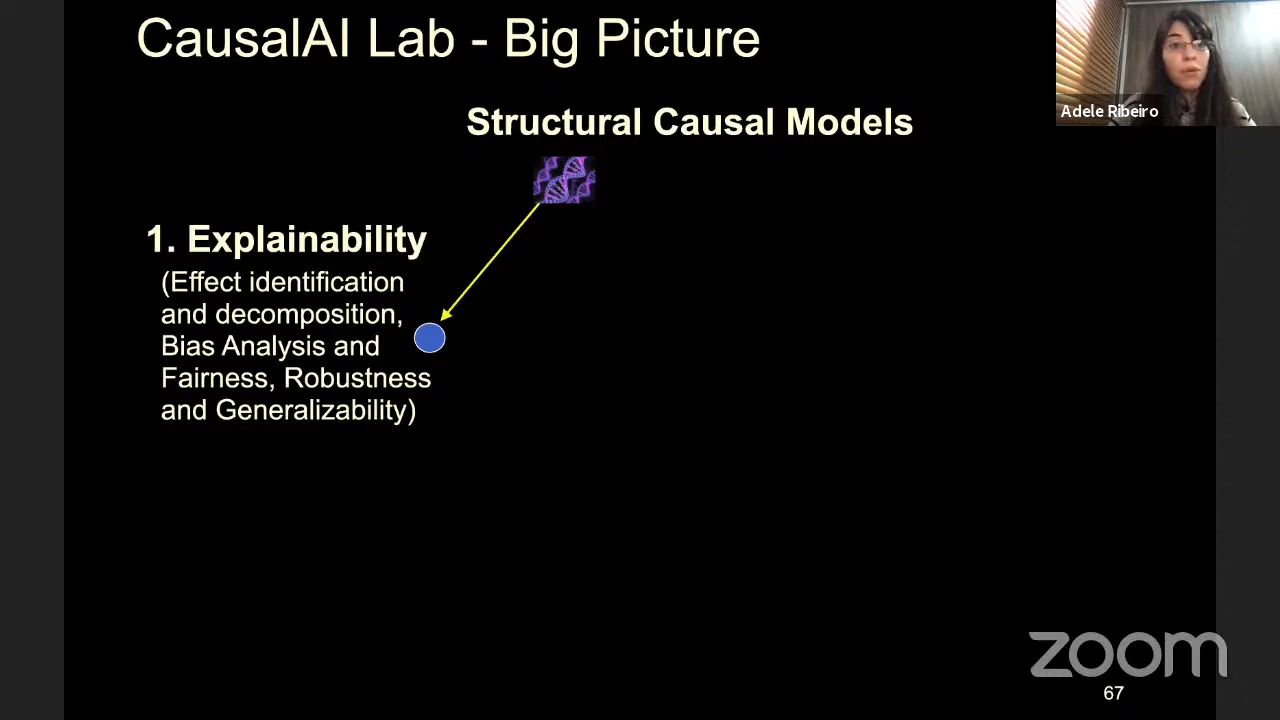 CausalAI Lab - Big Picture
Adele Ribeiro
Structural Causal Models
1. Explainability
(Effect identification
and decomposition,
Bias Analysis and
Fairness, Robustness
and Generalizability)
zoom
67